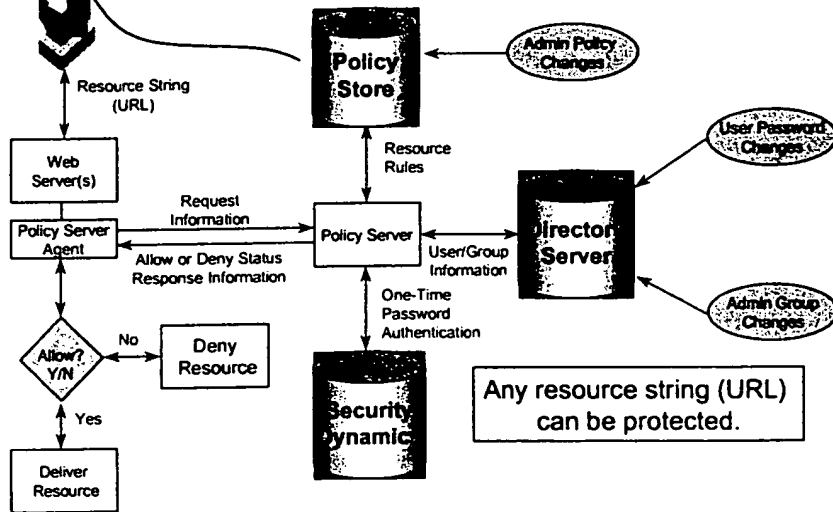 Policy
Store
Admin Policy
Changes
Resource String
(URL)
User Password
Changes
Web
Server(s)
Resource
Rules
Request
Information
Policy Server
Agent
Policy Server
Director
Server
Allow or Deny Status
Response Information
User/Group
Information
One-Time
Password
Authentication
Admin Group
Changes
Allow?
Y/N
No
Deny
Resource
Yes
Security
Dynamic
Any resource string (URL)
can be protected.
Deliver
Resource